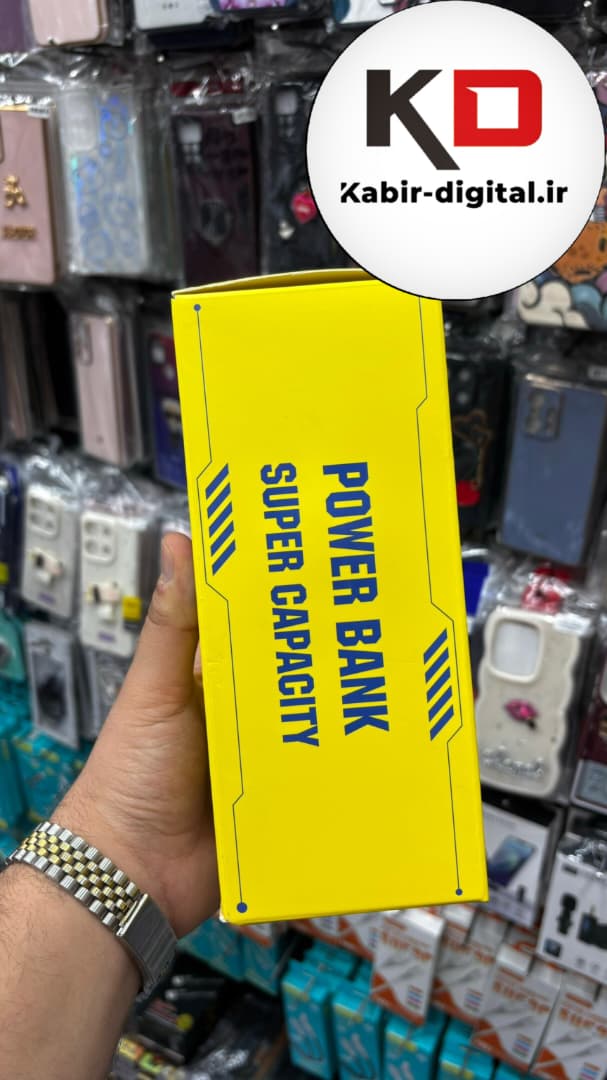 KD
Kabir-digital.ir
POWER BANK
SUPER CAPACITY